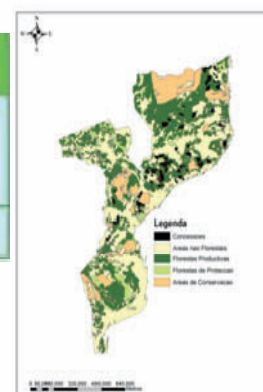 N
E
S
Legenda
Concessoes
Areas nao Florestais
Florestas Productivas
Florestas de Proteccao
Areas de Conservacao